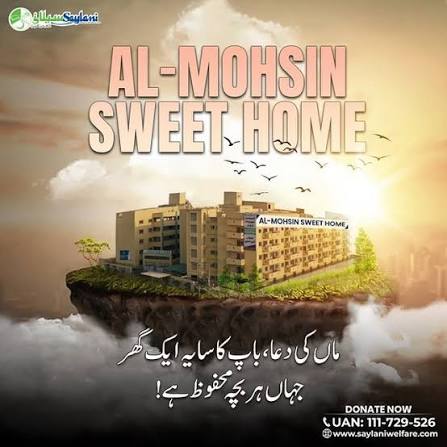 سیلانی Saylani
AL-MOHSIN
SWEET HOME
AL-MOHSIN SWEET HOME
ماں کی دعا، باپ کا سایہ ایک گھر
جہاں ہر بچہ محفوظ ہے!
DONATE NOW
UAN: 111-729-526
www.saylaniwelfare.com